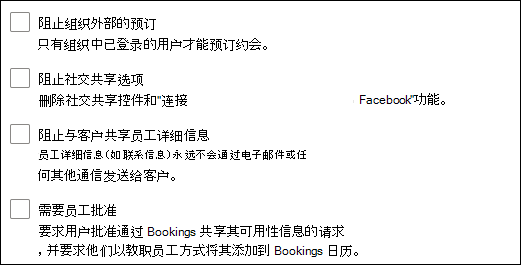 阻止组织外部的预订
只有组织中已登录的用户才能预订约会。
阻止社交共享选项
删除社交共享控件和"连接 Facebook"功能。
阻止与客户共享员工详细信息
员工详细信息(如联系信息)永远不会通过电子邮件或任
何其他通信发送给客户。
需要员工批准
要求用户批准通过 Bookings 共享其可用性信息的请求
，并要求他们以教职员工方式将其添加到 Bookings 日历。